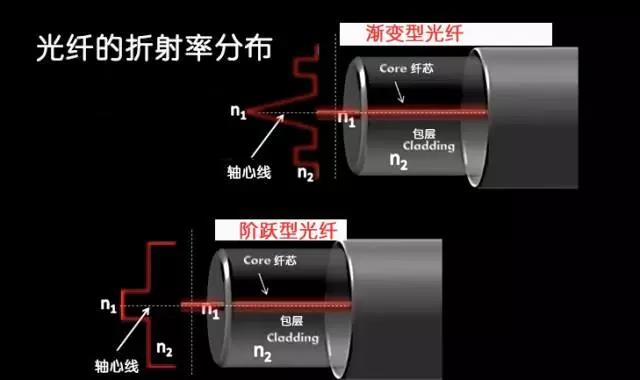 光纤的折射率分布
渐变型光纤
Core 纤芯
n1
n1
包层
Cladding
轴心线
n2
n2
阶跃型光纤
Core 纤芯
n1
n1
包层
Cladding
轴心线
n2
n2